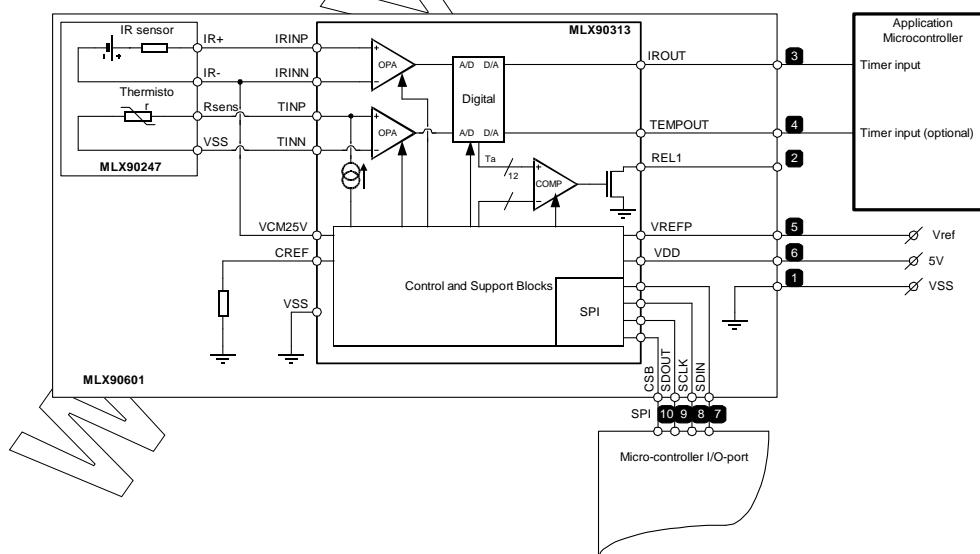 IR sensor
IR+
IRINP
MLX90313
Application
Microcontroller
OPA
A/D D/A
IROUT
3
Timer input
IR-
IRINN
Digital
Thermisto
r
Rsens
TINP
OPA
A/D D/A
TEMPOUT
4
Timer input (optional)
VSS
TINN
MLX90247
Ta
12
COMP
REL1
2
VCM25V
VREFP
5
Vref
CREF
VDD
6
5V
Control and Support Blocks
1
VSS
VSS
SPI
MLX90601
CSB
SDOUT
SCLK
SDIN
SPI
10 9 8 7
Micro-controller I/O-port